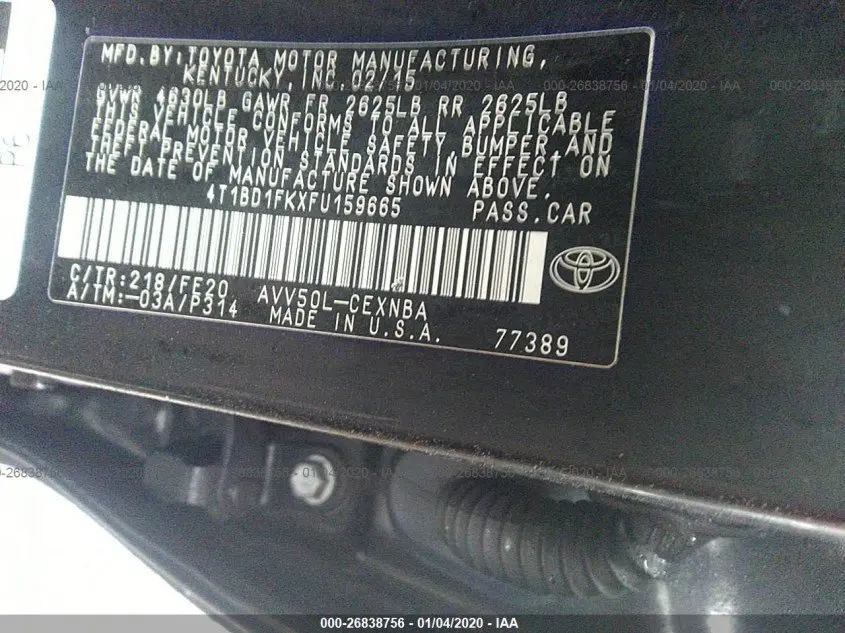 MFD.BY:TOYOTA MOTOR MANUFACTURING,
KENTUCKY, INC. 02/15
GVWR 4630LB GAWR FR 2625LB RR 2625LB
THIS VEHICLE CONFORMS TO ALL APPLICABLE
FEDERAL MOTOR VEHICLE SAFETY BUMPER,AND
THEFT PREVENTION STANDARDS IN EFFECT ON
THE DATE OF MANUFACTURE SHOWN ABOVE.
4T1BD1FKXFU159665 PASS.CAR
C/TR:218/FE20 AVV50L-CEXNBA
A/TM:-03A/P314 MADE IN U.S.A. 77389
000-26838756 - 01/04/2020 - IAA